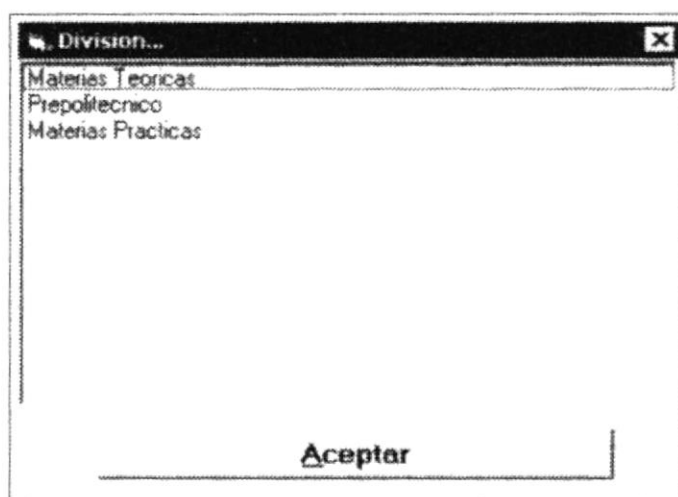 Division...
Materias Teoricas
Prepolitecnico
Materias Practicas
Aceptar